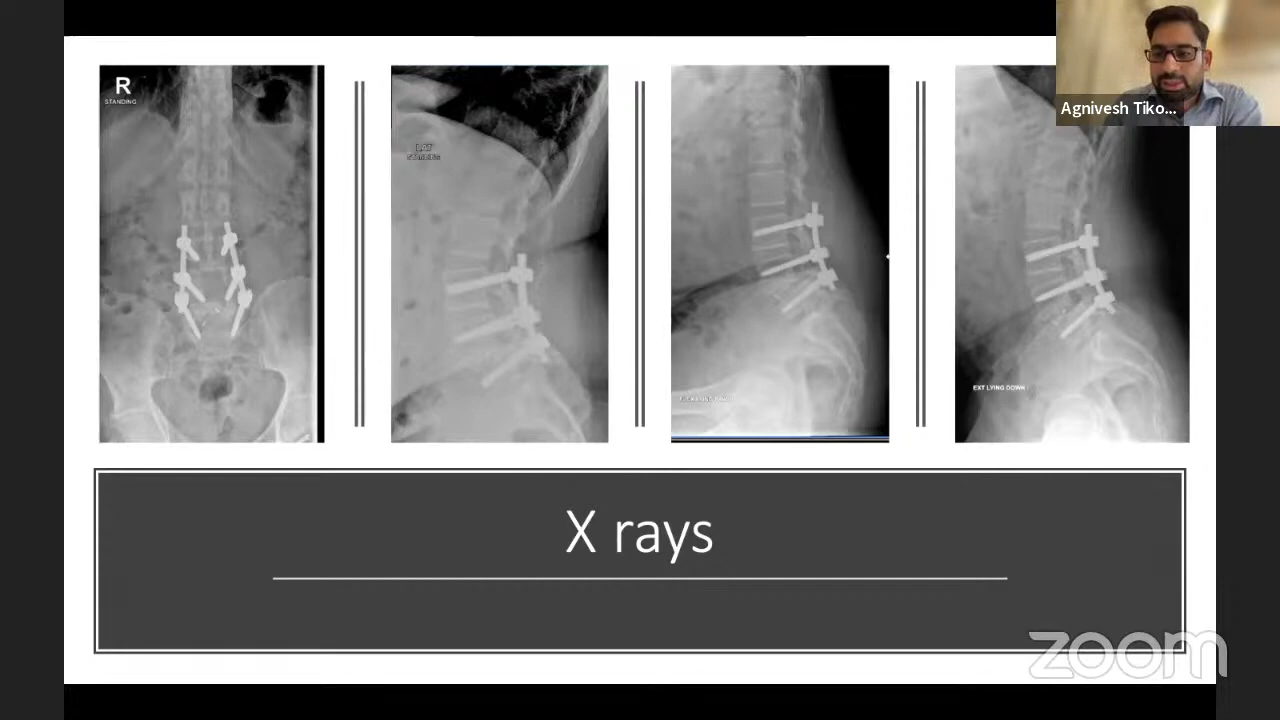 R
STANDING
LAT
STANDING
EXT LYING DOWN
Agnivesh Tiko...
X rays
zoom